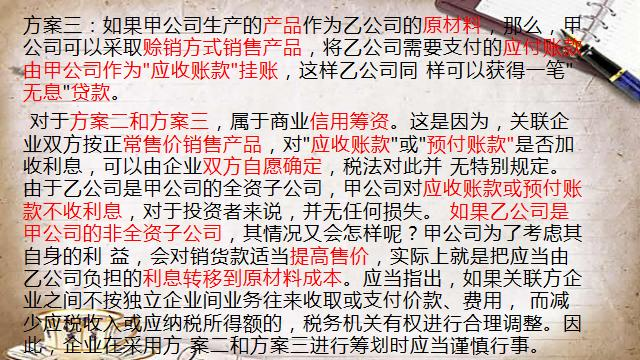 方案三：如果甲公司生产的产品作为乙公司的原材料，那么，甲
公司可以采取赊销方式销售产品，将乙公司需要支付的应付账款
由甲公司作为"应收账款"挂账，这样乙公司同 样可以获得一笔"
无息"贷款。
对于方案二和方案三，属于商业信用筹资。这是因为，关联企
业双方按正常售价销售产品，对"应收账款"或"预付账款"是否加
收利息，可以由企业双方自愿确定，税法对此并 无特别规定。
由于乙公司是甲公司的全资子公司，甲公司对应收账款或预付账
款不收利息，对于投资者来说，并无任何损失。 如果乙公司是
甲公司的非全资子公司，其情况又会怎样呢？甲公司为了考虑其
自身的利 益，会对销货款适当提高售价，实际上就是把应当由
乙公司负担的利息转移到原材料成本。应当指出，如果关联方企
业之间不按独立企业间业务往来收取或支付价款、费用， 而减
少应税收入或应纳税所得额的，税务机关有权进行合理调整。因
此，企业在采用方 案二和方案三进行筹划时应当谨慎行事。